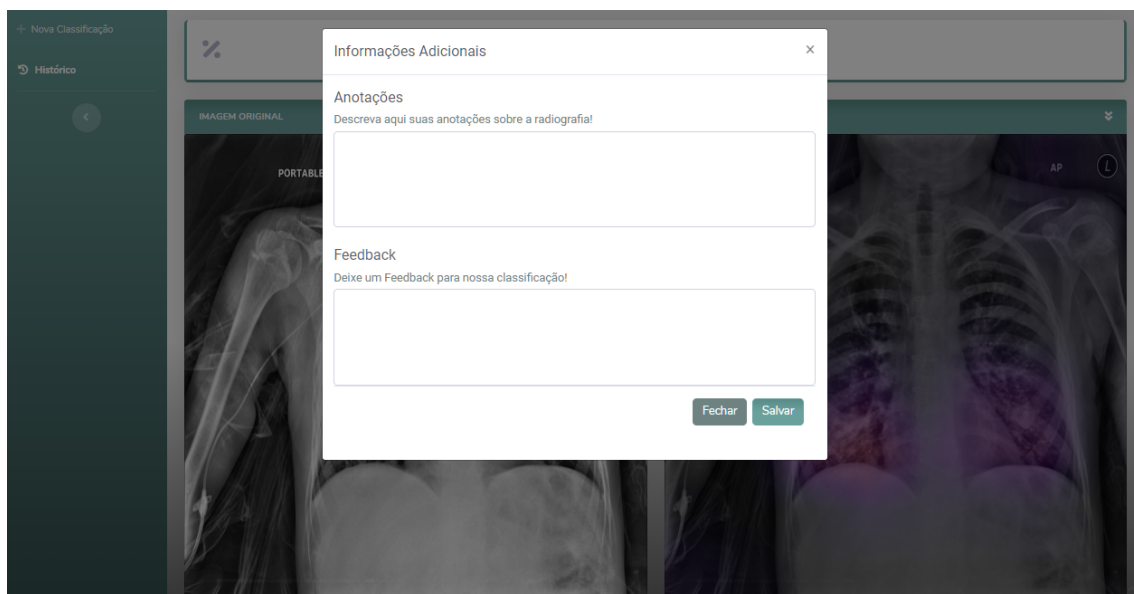 Nova Classificação
Histórico
Informações Adicionais
×
Anotações
Descreva aqui suas anotações sobre a radiografia!
Feedback
Deixe um Feedback para nossa classificação!
Fechar
Salvar
IMAGEM ORIGINAL
PORTABLE
AP
L